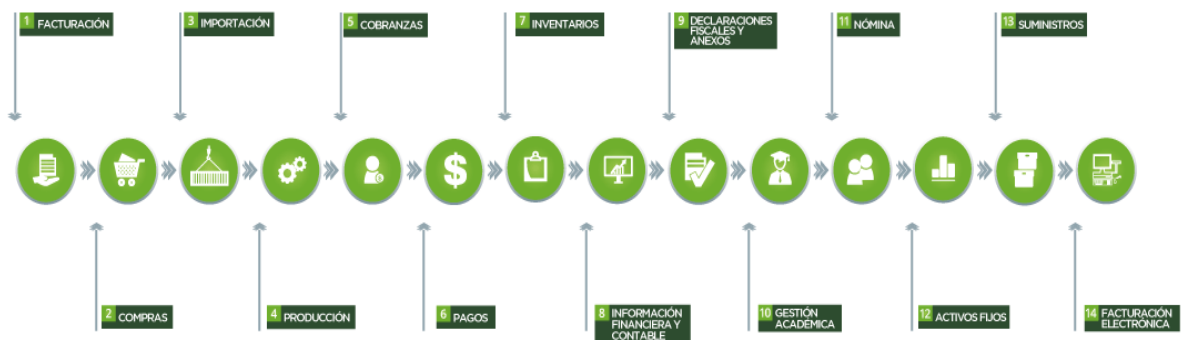 1 FACTURACIÓN
3 IMPORTACIÓN
5 COBRANZAS
7 INVENTARIOS
9 DECLARACIONES
FISCALES Y
ANEXOS
11 NÓMINA
13 SUMINISTROS
$
2 COMPRAS
4 PRODUCCIÓN
6 PAGOS
8 INFORMACIÓN
FINANCIERA Y
CONTABLE
10 GESTIÓN
ACADÉMICA
12 ACTIVOS FIJOS
14 FACTURACIÓN
ELECTRÓNICA